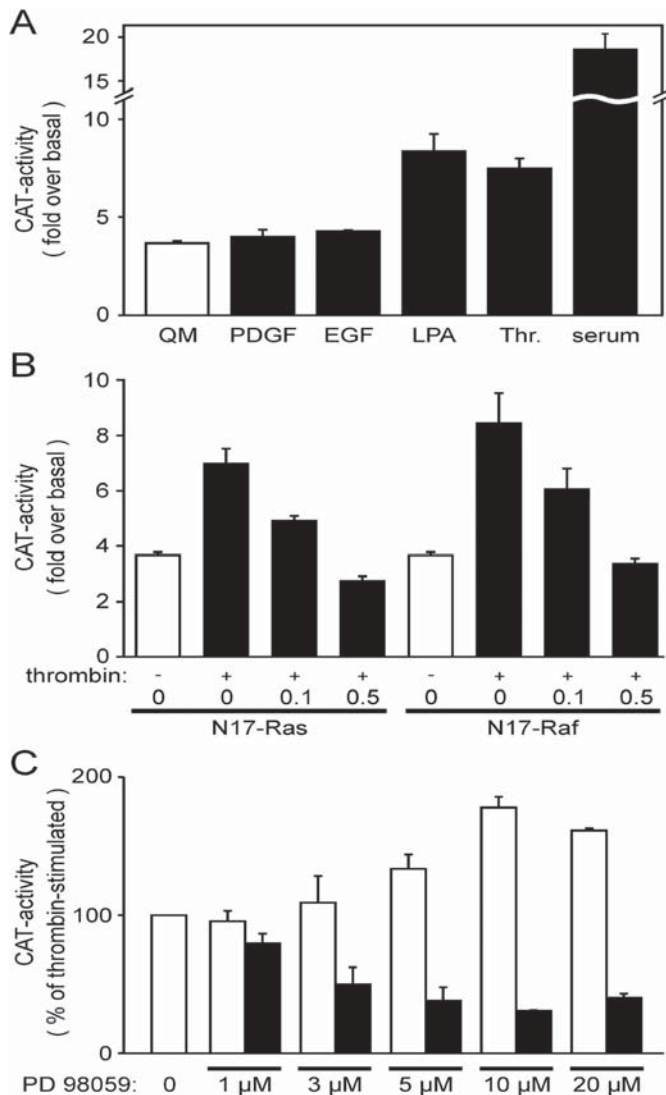 A
CAT-activity
( fold over basal )
20
15
10
5
0
QM PDGF EGF LPA Thr. serum
B
CAT-activity
( fold over basal )
10
8
6
4
2
0
thrombin: - + + + - + + +
0 0 0.1 0.5 0 0 0.1 0.5
N17-Ras N17-Raf
C
CAT-activity
( % of thrombin-stimulated )
200
100
0
PD 98059: 0 1 µM 3 µM 5 µM 10 µM 20 µM